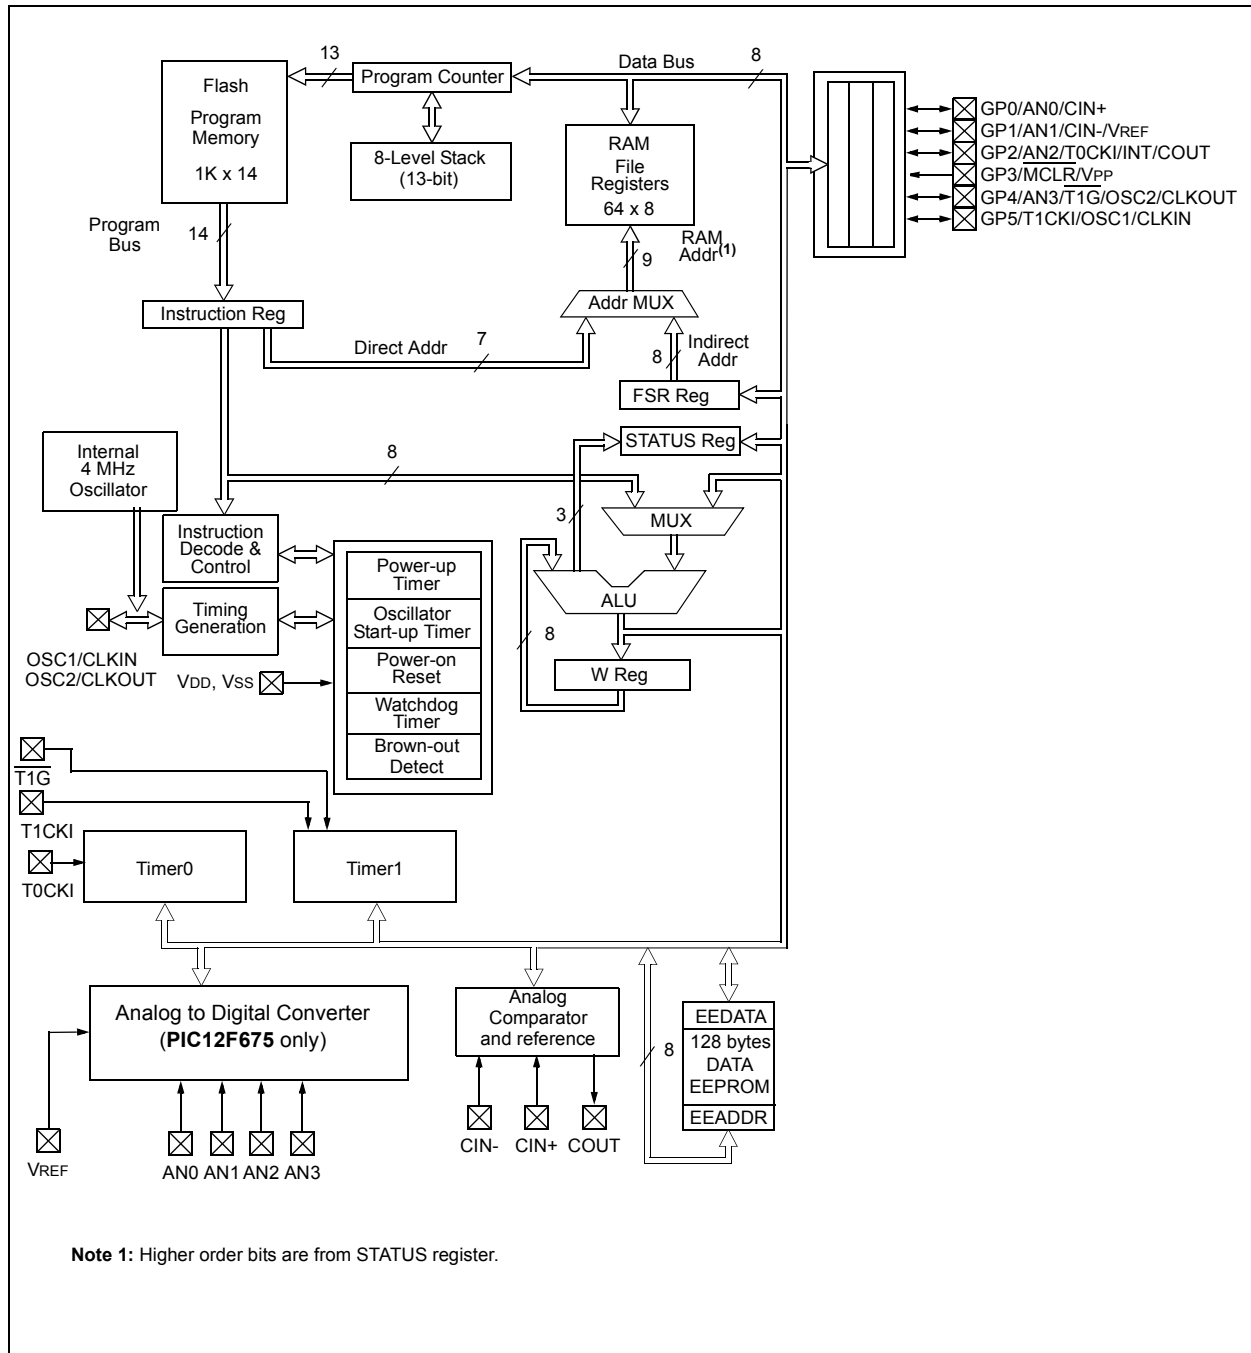 13
Data Bus
8
Flash
Program
Memory
1K x 14
Program Counter
8-Level Stack
(13-bit)
RAM
File
Registers
64 x 8
GP0/AN0/CIN+
GP1/AN1/CIN-/VREF
GP2/AN2/T0CKI/INT/COUT
GP3/MCLR/VPP
GP4/AN3/T1G/OSC2/CLKOUT
GP5/T1CKI/OSC1/CLKIN
Program
Bus
14
RAM
Addr(1)
9
Addr MUX
Instruction Reg
Direct Addr
7
8
Indirect
Addr
FSR Reg
STATUS Reg
Internal
4 MHz
Oscillator
8
3
MUX
Instruction
Decode &
Control
Timing
Generation
Power-up
Timer
Oscillator
Start-up Timer
Power-on
Reset
Watchdog
Timer
Brown-out
Detect
ALU
8
W Reg
OSC1/CLKIN
OSC2/CLKOUT
VDD, VSS
T1G
T1CKI
T0CKI
Timer0
Timer1
Analog to Digital Converter
(PIC12F675 only)
Analog
Comparator
and reference
8
EEDATA
128 bytes
DATA
EEPROM
EEADDR
VREF
AN0 AN1 AN2 AN3
CIN- CIN+ COUT
Note 1: Higher order bits are from STATUS register.